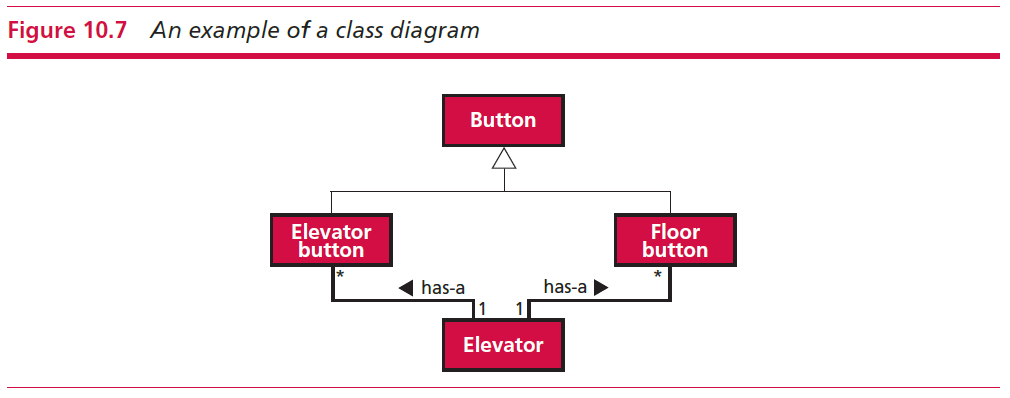 Figure 10.7 An example of a class diagram
Button
Elevator
button
Floor
button
*
*
has-a
has-a
1
1
Elevator